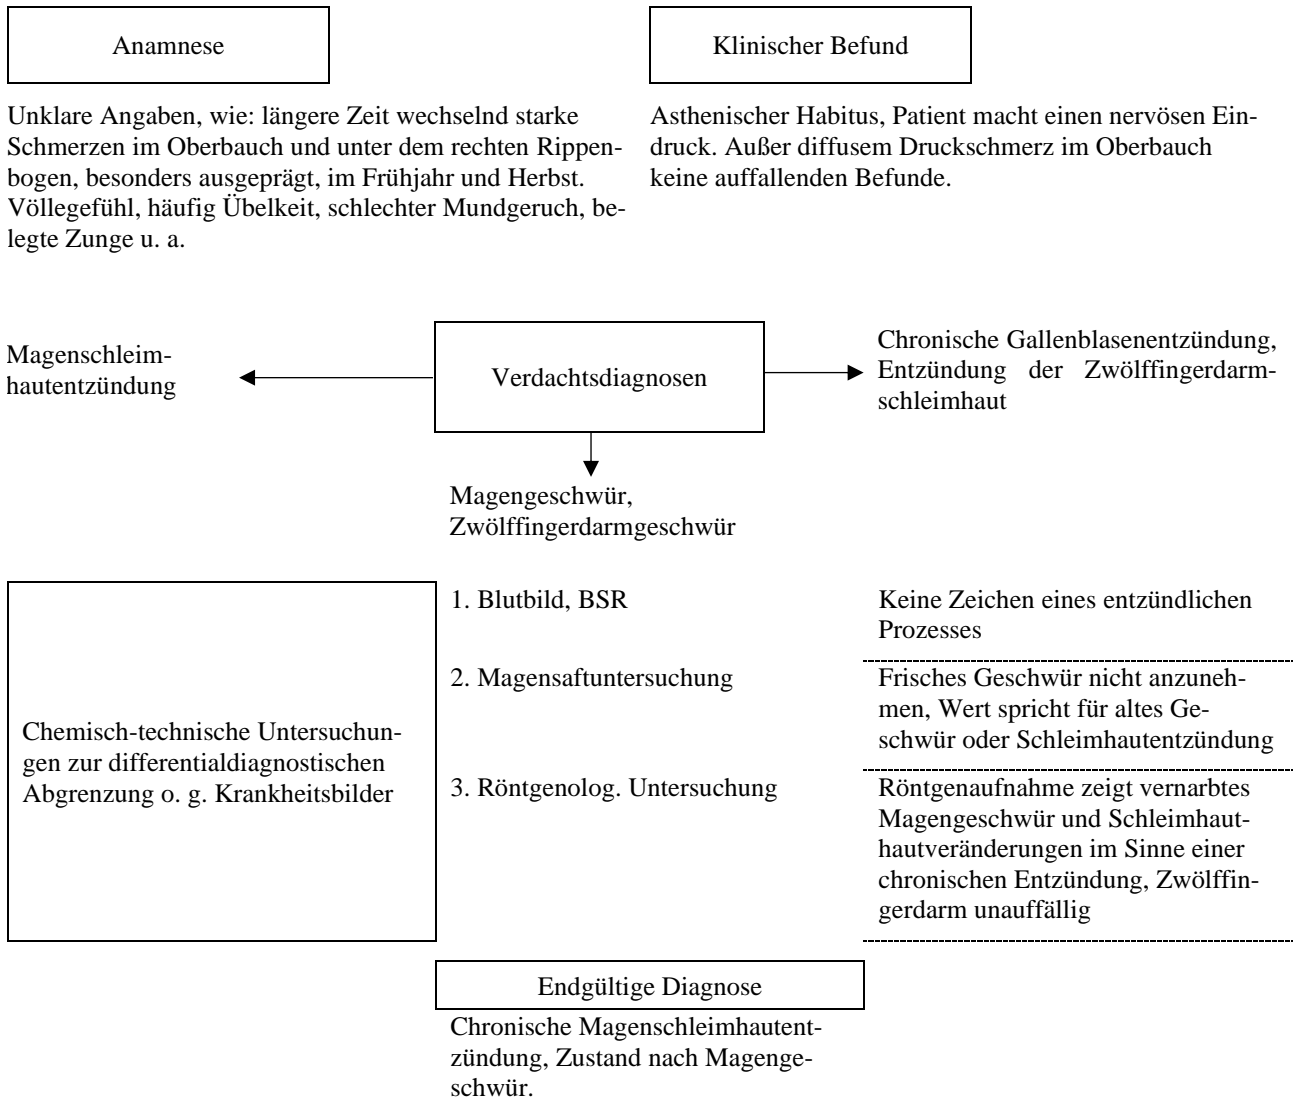 Anamnese
Unklare Angaben, wie: längere Zeit wechselnd starke
Schmerzen im Oberbauch und unter dem rechten Rippen-
bogen, besonders ausgeprägt, im Frühjahr und Herbst.
Völlegefühl, häufig Übelkeit, schlechter Mundgeruch, be-
legte Zunge u. a.
Klinischer Befund
Asthenischer Habitus, Patient macht einen nervösen Ein-
druck. Außer diffusem Druckschmerz im Oberbauch
keine auffallenden Befunde.
Magenschleim-
hautentzündung
Verdachtsdiagnosen
Chronische Gallenblasenentzündung,
Entzündung der Zwölffingerdarm-
schleimhaut
Magengeschwür,
Zwölffingerdarmgeschwür
Chemisch-technische Untersuchun-
gen zur differentialdiagnostischen
Abgrenzung o. g. Krankheitsbilder
1. Blutbild, BSR
Keine Zeichen eines entzündlichen
Prozesses
2. Magensaftuntersuchung
Frisches Geschwür nicht anzuneh-
men, Wert spricht für altes Ge-
schwür oder Schleimhautentzündung
3. Röntgenolog. Untersuchung
Röntgenaufnahme zeigt vernarbtes
Magengeschwür und Schleimhaut-
hautveränderungen im Sinne einer
chronischen Entzündung, Zwölffin-
gerdarm unauffällig
Endgültige Diagnose
Chronische Magenschleimhautent-
zündung, Zustand nach Magenge-
schwür.